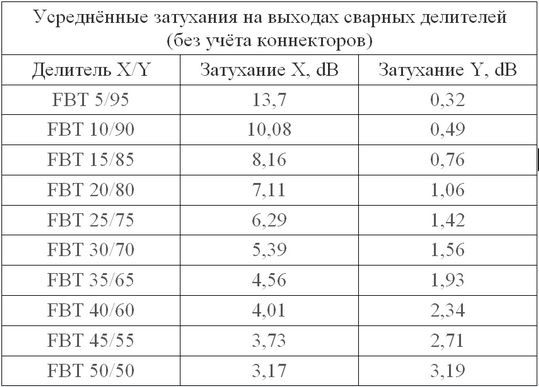 Усреднённые затухания на выходах сварных делителей
(без учёта коннекторов)
Делитель X/Y Затухание X, dB Затухание Y, dB
FBT 5/95 13,7 0,32
FBT 10/90 10,08 0,49
FBT 15/85 8,16 0,76
FBT 20/80 7,11 1,06
FBT 25/75 6,29 1,42
FBT 30/70 5,39 1,56
FBT 35/65 4,56 1,93
FBT 40/60 4,01 2,34
FBT 45/55 3,73 2,71
FBT 50/50 3,17 3,19